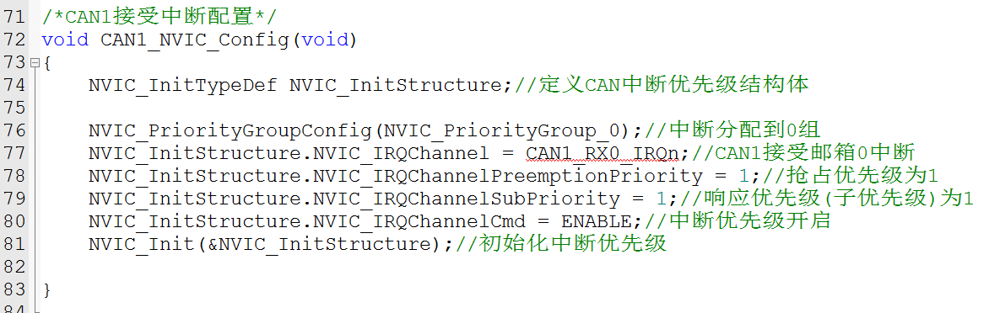 71 /*CAN1接受中断配置*/
72 void CAN1_NVIC_Config(void)
73 {
74     NVIC_InitTypeDef NVIC_InitStructure;//定义CAN中断优先级结构体
75
76     NVIC_PriorityGroupConfig(NVIC_PriorityGroup_0);//中断分配到0组
77     NVIC_InitStructure.NVIC_IRQChannel = CAN1_RX0_IRQn;//CAN1接受邮箱0中断
78     NVIC_InitStructure.NVIC_IRQChannelPreemptionPriority = 1;//抢占优先级为1
79     NVIC_InitStructure.NVIC_IRQChannelSubPriority = 1;//响应优先级(子优先级)为1
80     NVIC_InitStructure.NVIC_IRQChannelCmd = ENABLE;//中断优先级开启
81     NVIC_Init(&NVIC_InitStructure);//初始化中断优先级
82
83 }
84